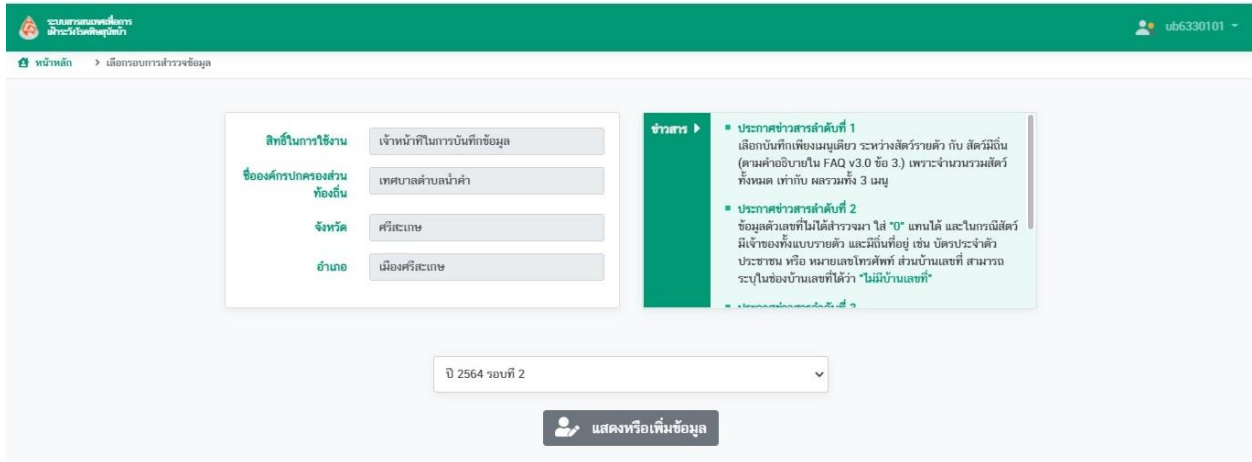 ระบบสารสนเทศเพื่อการ
เฝ้าระวังโรคพิษสุนัขบ้า
ub6330101
หน้าหลัก > เลือกรอบการสำรวจข้อมูล
สิทธิ์ในการใช้งาน เจ้าหน้าที่ในการบันทึกข้อมูล
ชื่อองค์กรปกครองส่วน
ท้องถิ่น เทศบาลตำบลน้ำคำ
จังหวัด ศรีสะเกษ
อำเภอ เมืองศรีสะเกษ
ข่าวสาร
ประกาศข่าวสารลำดับที่ 1
เลือกบันทึกเพียงเมนูเดียว ระหว่างสัตว์รายตัว กับ สัตว์มีถิ่น
(ตามคำอธิบายใน FAQ v3.0 ข้อ 3.) เพราะจำนวนรวมสัตว์
ทั้งหมด เท่ากับ ผลรวมทั้ง 3 เมนู
ประกาศข่าวสารลำดับที่ 2
ข้อมูลตัวเลขที่ไม่ได้สำรวจมา ใส่ "0" แทนได้ และในกรณีสัตว์
มีเจ้าของทั้งแบบรายตัว และมีถิ่นที่อยู่ เช่น บัตรประจำตัว
ประชาชน หรือ หมายเลขโทรศัพท์ ส่วนบ้านเลขที่ สามารถ
ระบุในช่องบ้านเลขที่ได้ว่า "ไม่มีบ้านเลขที่"
ประกาศข่าวสารลำดับที่ 3
ปี 2564 รอบที่ 2
แสดงหรือเพิ่มข้อมูล